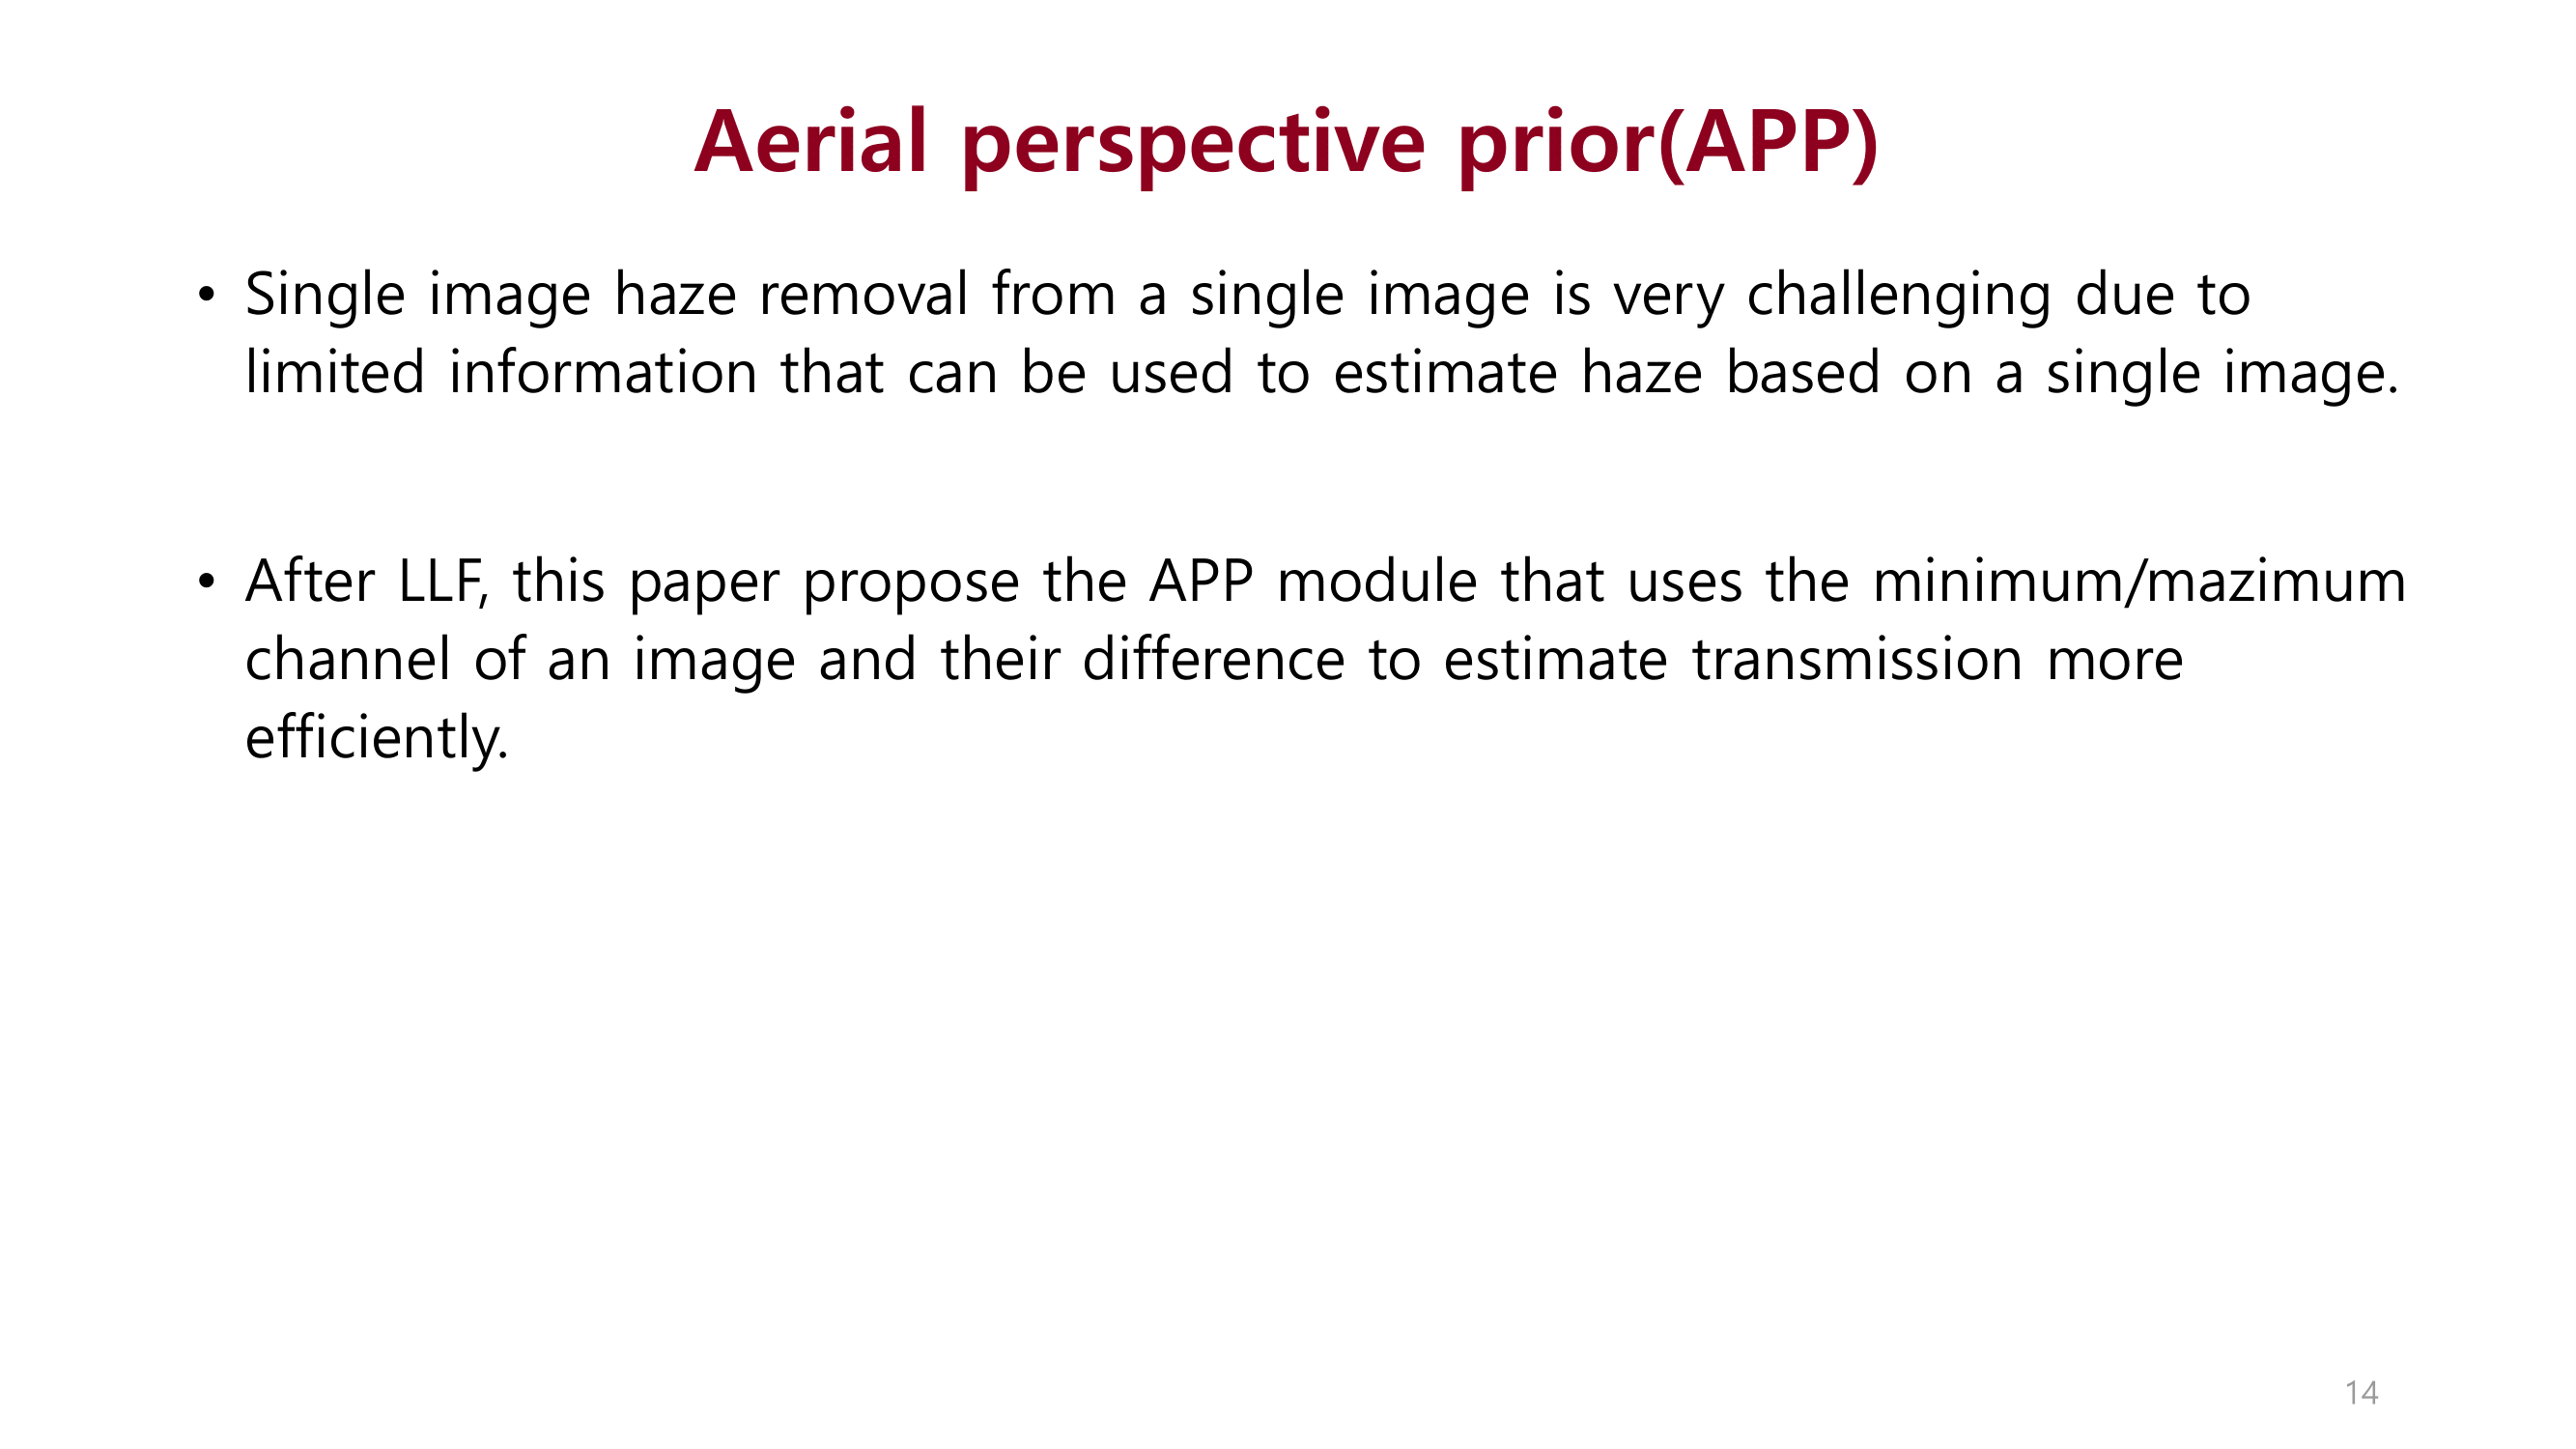 Aerial perspective prior(APP)
• Single image haze removal from a single image is very challenging due to
limited information that can be used to estimate haze based on a single image.
• After LLF, this paper propose the APP module that uses the minimum/mazimum
channel of an image and their difference to estimate transmission more
efficiently.
14